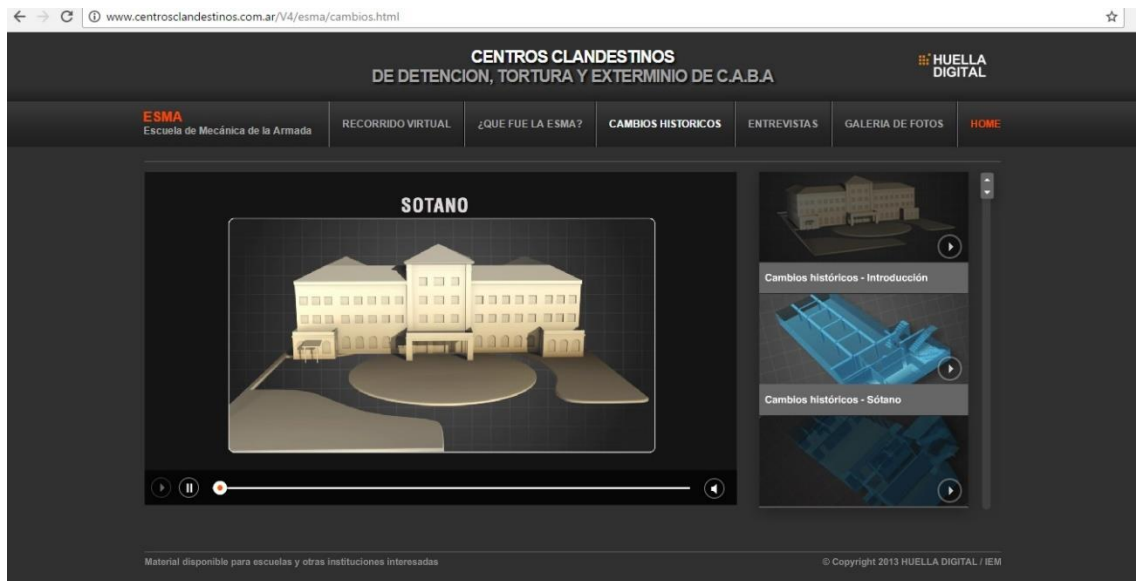 www.centrosclandestinos.com.ar/V4/esma/cambios.html
CENTROS CLANDESTINOS
DE DETENCION, TORTURA Y EXTERMINIO DE C.A.B.A
HUELLA
DIGITAL
ESMA
Escuela de Mecánica de la Armada
RECORRIDO VIRTUAL
¿QUE FUE LA ESMA?
CAMBIOS HISTORICOS
ENTREVISTAS
GALERIA DE FOTOS
HOME
SOTANO
Cambios históricos - Introducción
Cambios históricos - Sótano
Material disponible para escuelas y otras instituciones interesadas
© Copyright 2013 HUELLA DIGITAL / IEM